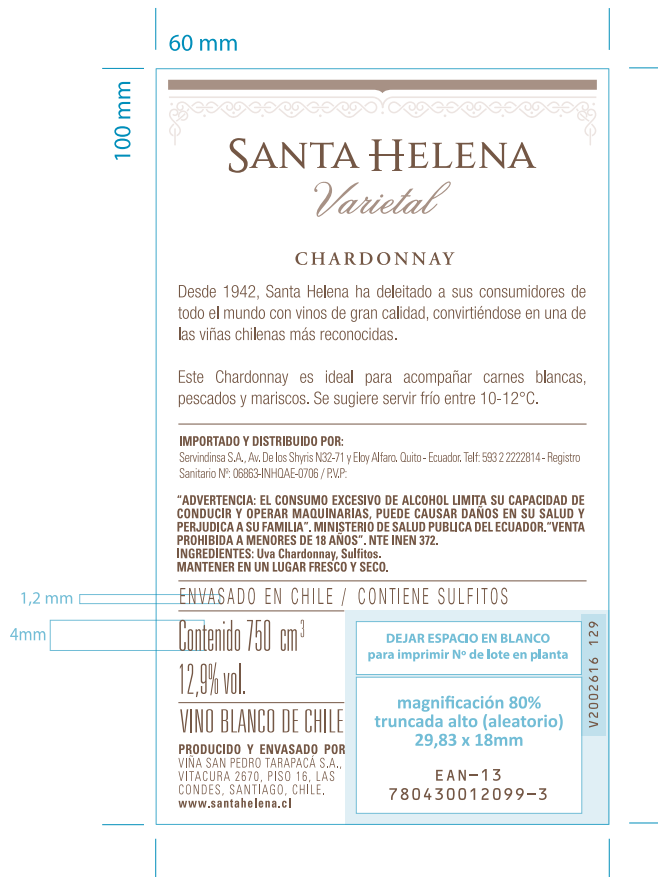 60 mm
100 mm
SANTA HELENA
Varietal
CHARDONNAY
Desde 1942, Santa Helena ha deleitado a sus consumidores de
todo el mundo con vinos de gran calidad, convirtiéndose en una de
las viñas chilenas más reconocidas.
Este Chardonnay es ideal para acompañar carnes blancas,
pescados y mariscos. Se sugiere servir frío entre 10-12°C.
IMPORTADO Y DISTRIBUIDO POR:
Servindinsa S.A., Av. De los Shyris N32-71 y Eloy Alfaro. Quito - Ecuador. Telf: 593 2 2222814 - Registro
Sanitario Nº: 06863-INHQAE-0706 / P.V.P:
"ADVERTENCIA: EL CONSUMO EXCESIVO DE ALCOHOL LIMITA SU CAPACIDAD DE
CONDUCIR Y OPERAR MAQUINARIAS, PUEDE CAUSAR DAÑOS EN SU SALUD Y
PERJUDICA A SU FAMILIA". MINISTERIO DE SALUD PUBLICA DEL ECUADOR."VENTA
PROHIBIDA A MENORES DE 18 AÑOS". NTE INEN 372.
INGREDIENTES: Uva Chardonnay, Sulfitos.
MANTENER EN UN LUGAR FRESCO Y SECO.
1,2 mm
ENVASADO EN CHILE / CONTIENE SULFITOS
4mm
Contenido 750 cm³
12,9% vol.
VINO BLANCO DE CHILE
PRODUCIDO Y ENVASADO POR
VIÑA SAN PEDRO TARAPACÁ S.A.,
VITACURA 2670, PISO 16, LAS
CONDES, SANTIAGO, CHILE.
www.santahelena.cl
DEJAR ESPACIO EN BLANCO
para imprimir Nº de lote en planta
magnificación 80%
truncada alto (aleatorio)
29,83 x 18mm
EAN-13
780430012099-3
V2002616 129